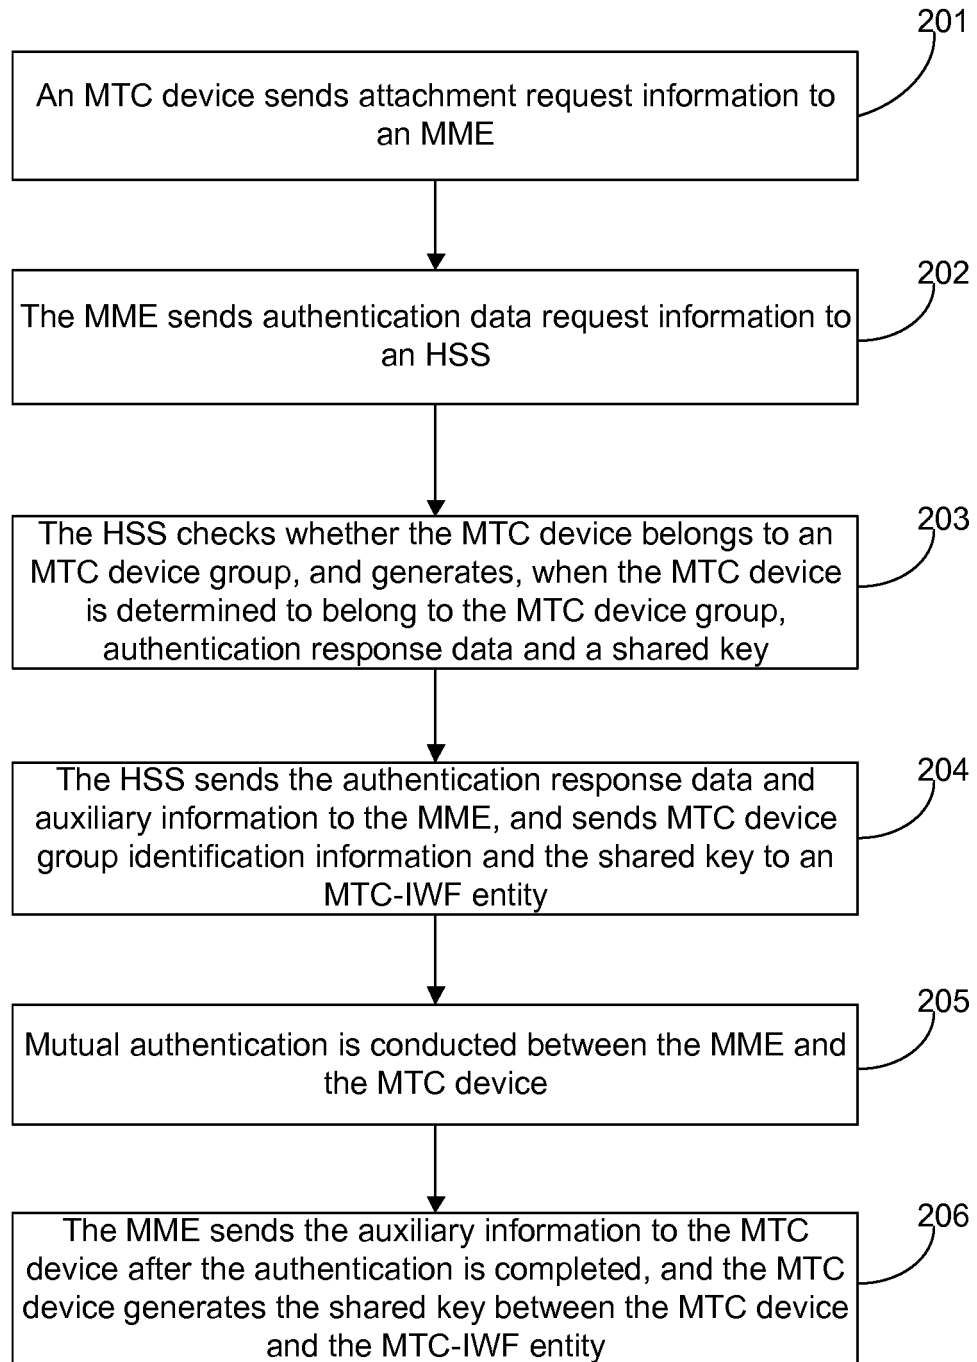 201
An MTC device sends attachment request information to
an MME
202
The MME sends authentication data request information to
an HSS
203
The HSS checks whether the MTC device belongs to an
MTC device group, and generates, when the MTC device
is determined to belong to the MTC device group,
authentication response data and a shared key
204
The HSS sends the authentication response data and
auxiliary information to the MME, and sends MTC device
group identification information and the shared key to an
MTC-IWF entity
205
Mutual authentication is conducted between the MME and
the MTC device
206
The MME sends the auxiliary information to the MTC
device after the authentication is completed, and the MTC
device generates the shared key between the MTC device
and the MTC-IWF entity